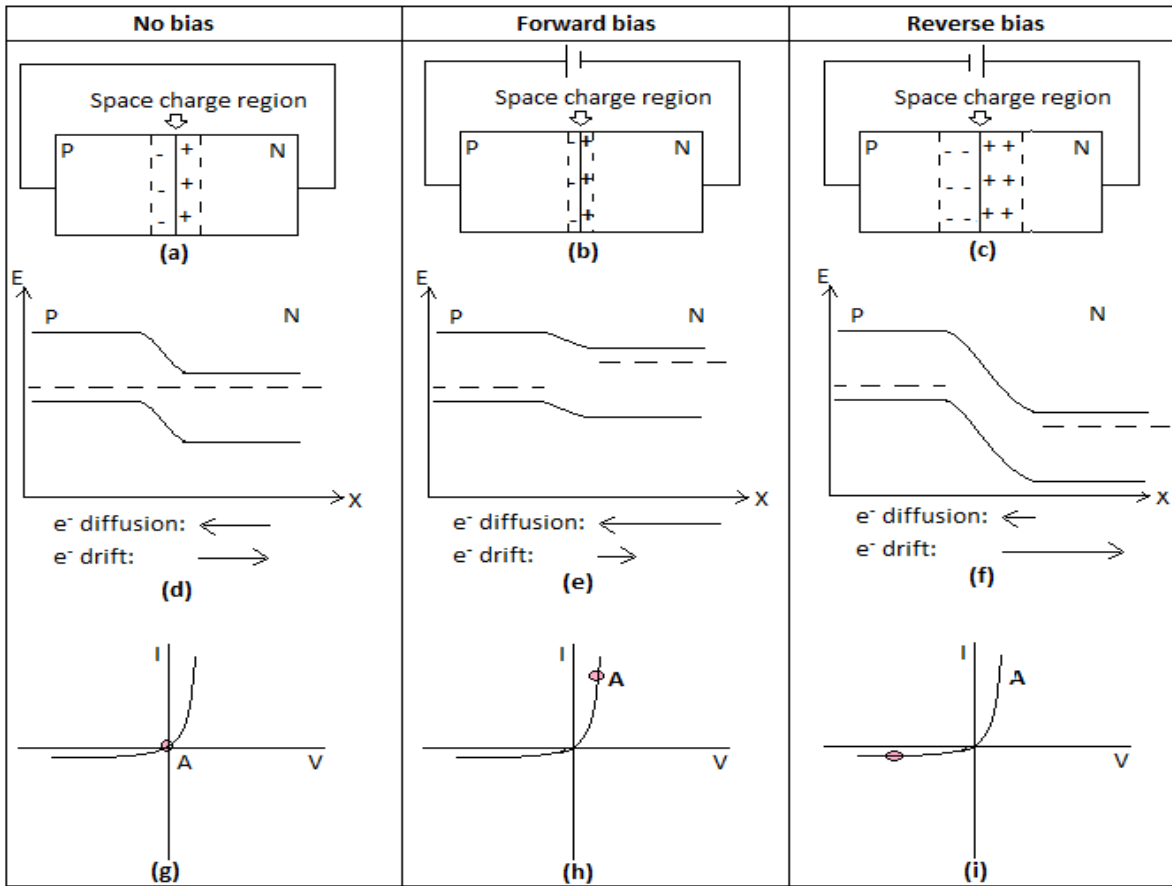 No bias
Forward bias
Reverse bias
Space charge region
P
N
- +
- +
- +
(a)
Space charge region
P
N
- +
- +
- +
(b)
Space charge region
P
N
- - + +
- - + +
- - + +
(c)
E
P
N
X
e- diffusion:
e- drift:
(d)
P
N
X
e- diffusion:
e- drift:
(e)
E
P
N
X
e- diffusion:
e- drift:
(f)
I
A
V
(g)
I
A
V
(h)
I
A
V
(i)